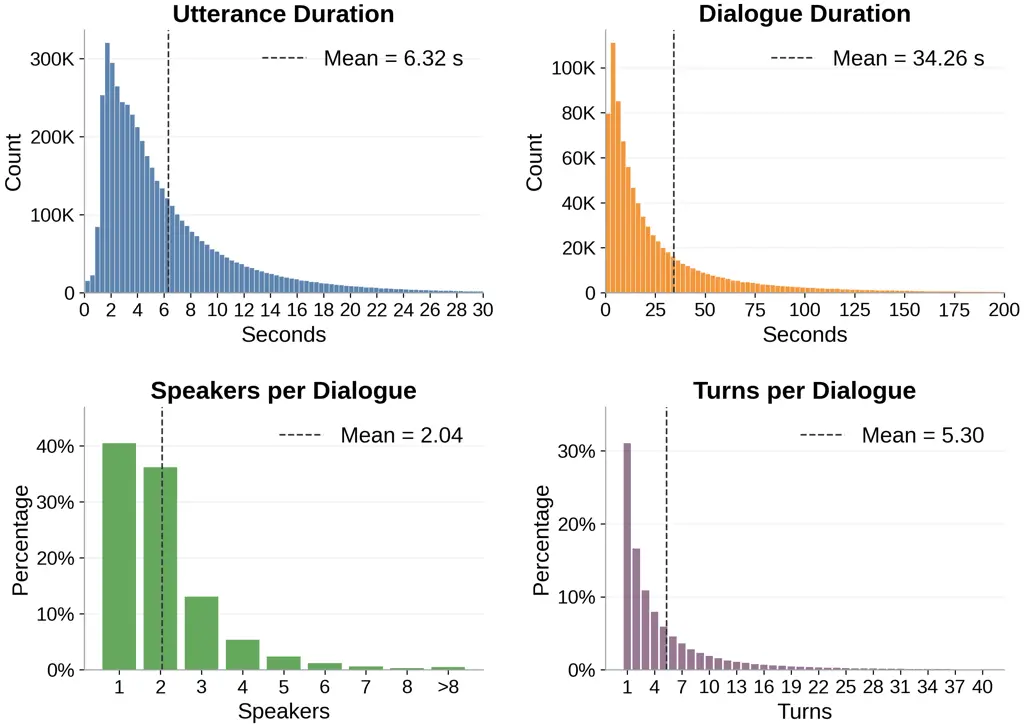 Utterance Duration
Mean = 6.32 s
300K
200K
100K
0
Count
0 2 4 6 8 10 12 14 16 18 20 22 24 26 28 30
Seconds
Dialogue Duration
Mean = 34.26 s
100K
80K
60K
40K
20K
0
Count
0 25 50 75 100 125 150 175 200
Seconds
Speakers per Dialogue
Mean = 2.04
40%
30%
20%
10%
0%
Percentage
1 2 3 4 5 6 7 8 >8
Speakers
Turns per Dialogue
Mean = 5.30
30%
20%
10%
0%
Percentage
1 4 7 10 13 16 19 22 25 28 31 34 37 40
Turns